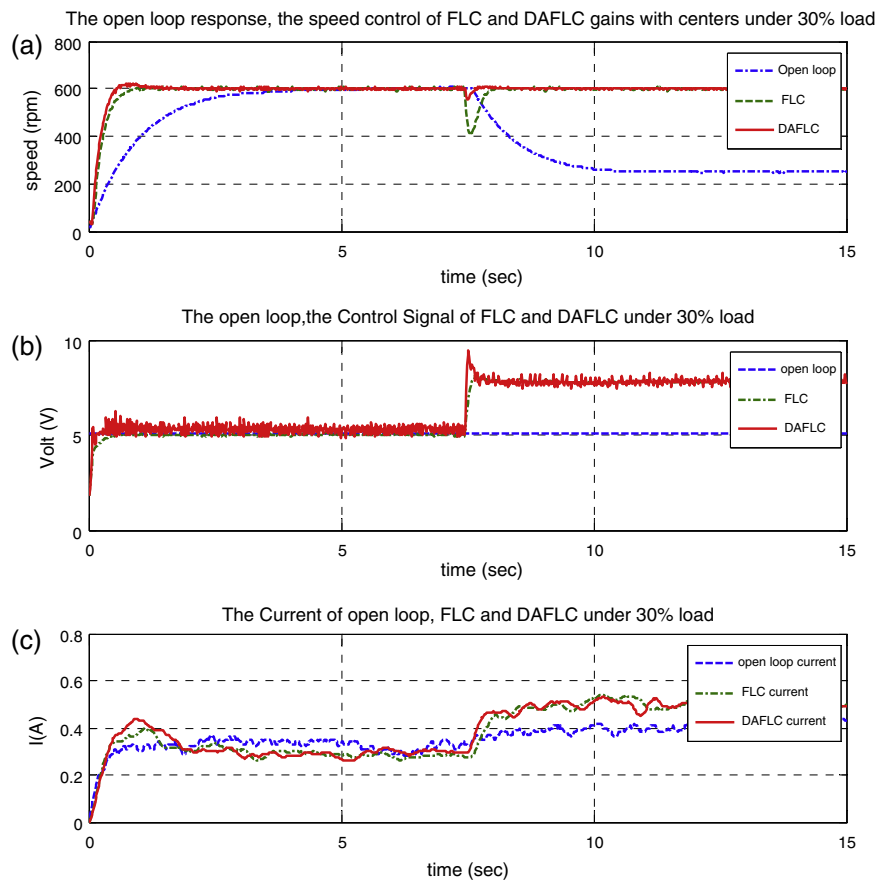 The open loop response, the speed control of FLC and DAFLC gains with centers under 30% load
(a)
800
600
400
200
0
speed (rpm)
Open loop
FLC
DAFLC
0
5
10
15
time (sec)
The open loop,the Control Signal of FLC and DAFLC under 30% load
(b)
10
5
0
Volt (V)
open loop
FLC
DAFLC
0
5
10
15
time (sec)
The Current of open loop, FLC and DAFLC under 30% load
(c)
0.8
0.6
0.4
0.2
0
I(A)
open loop current
FLC current
DAFLC current
0
5
10
15
time (sec)